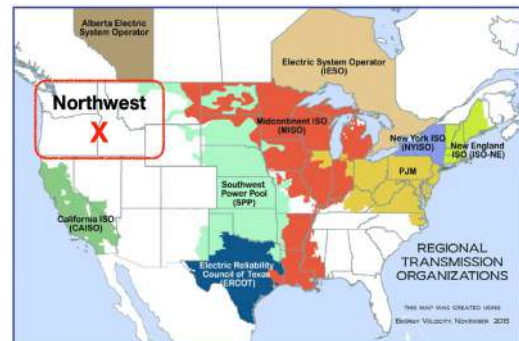 Alberta Electric
System Operator
Electric System Operator
(IESO)
Northwest
X
Midcontinent ISO
(MISO)
New York ISO
(NYISO)
New England
ISO (ISO-NE)
PJM
Southwest
Power Pool
(SPP)
California ISO
(CAISO)
Electric Reliability
Council of Texas
(ERCOT)
REGIONAL
TRANSMISSION
ORGANIZATIONS
THIS MAP WAS CREATED USING
ENERGY VELOCITY, NOVEMBER 2015